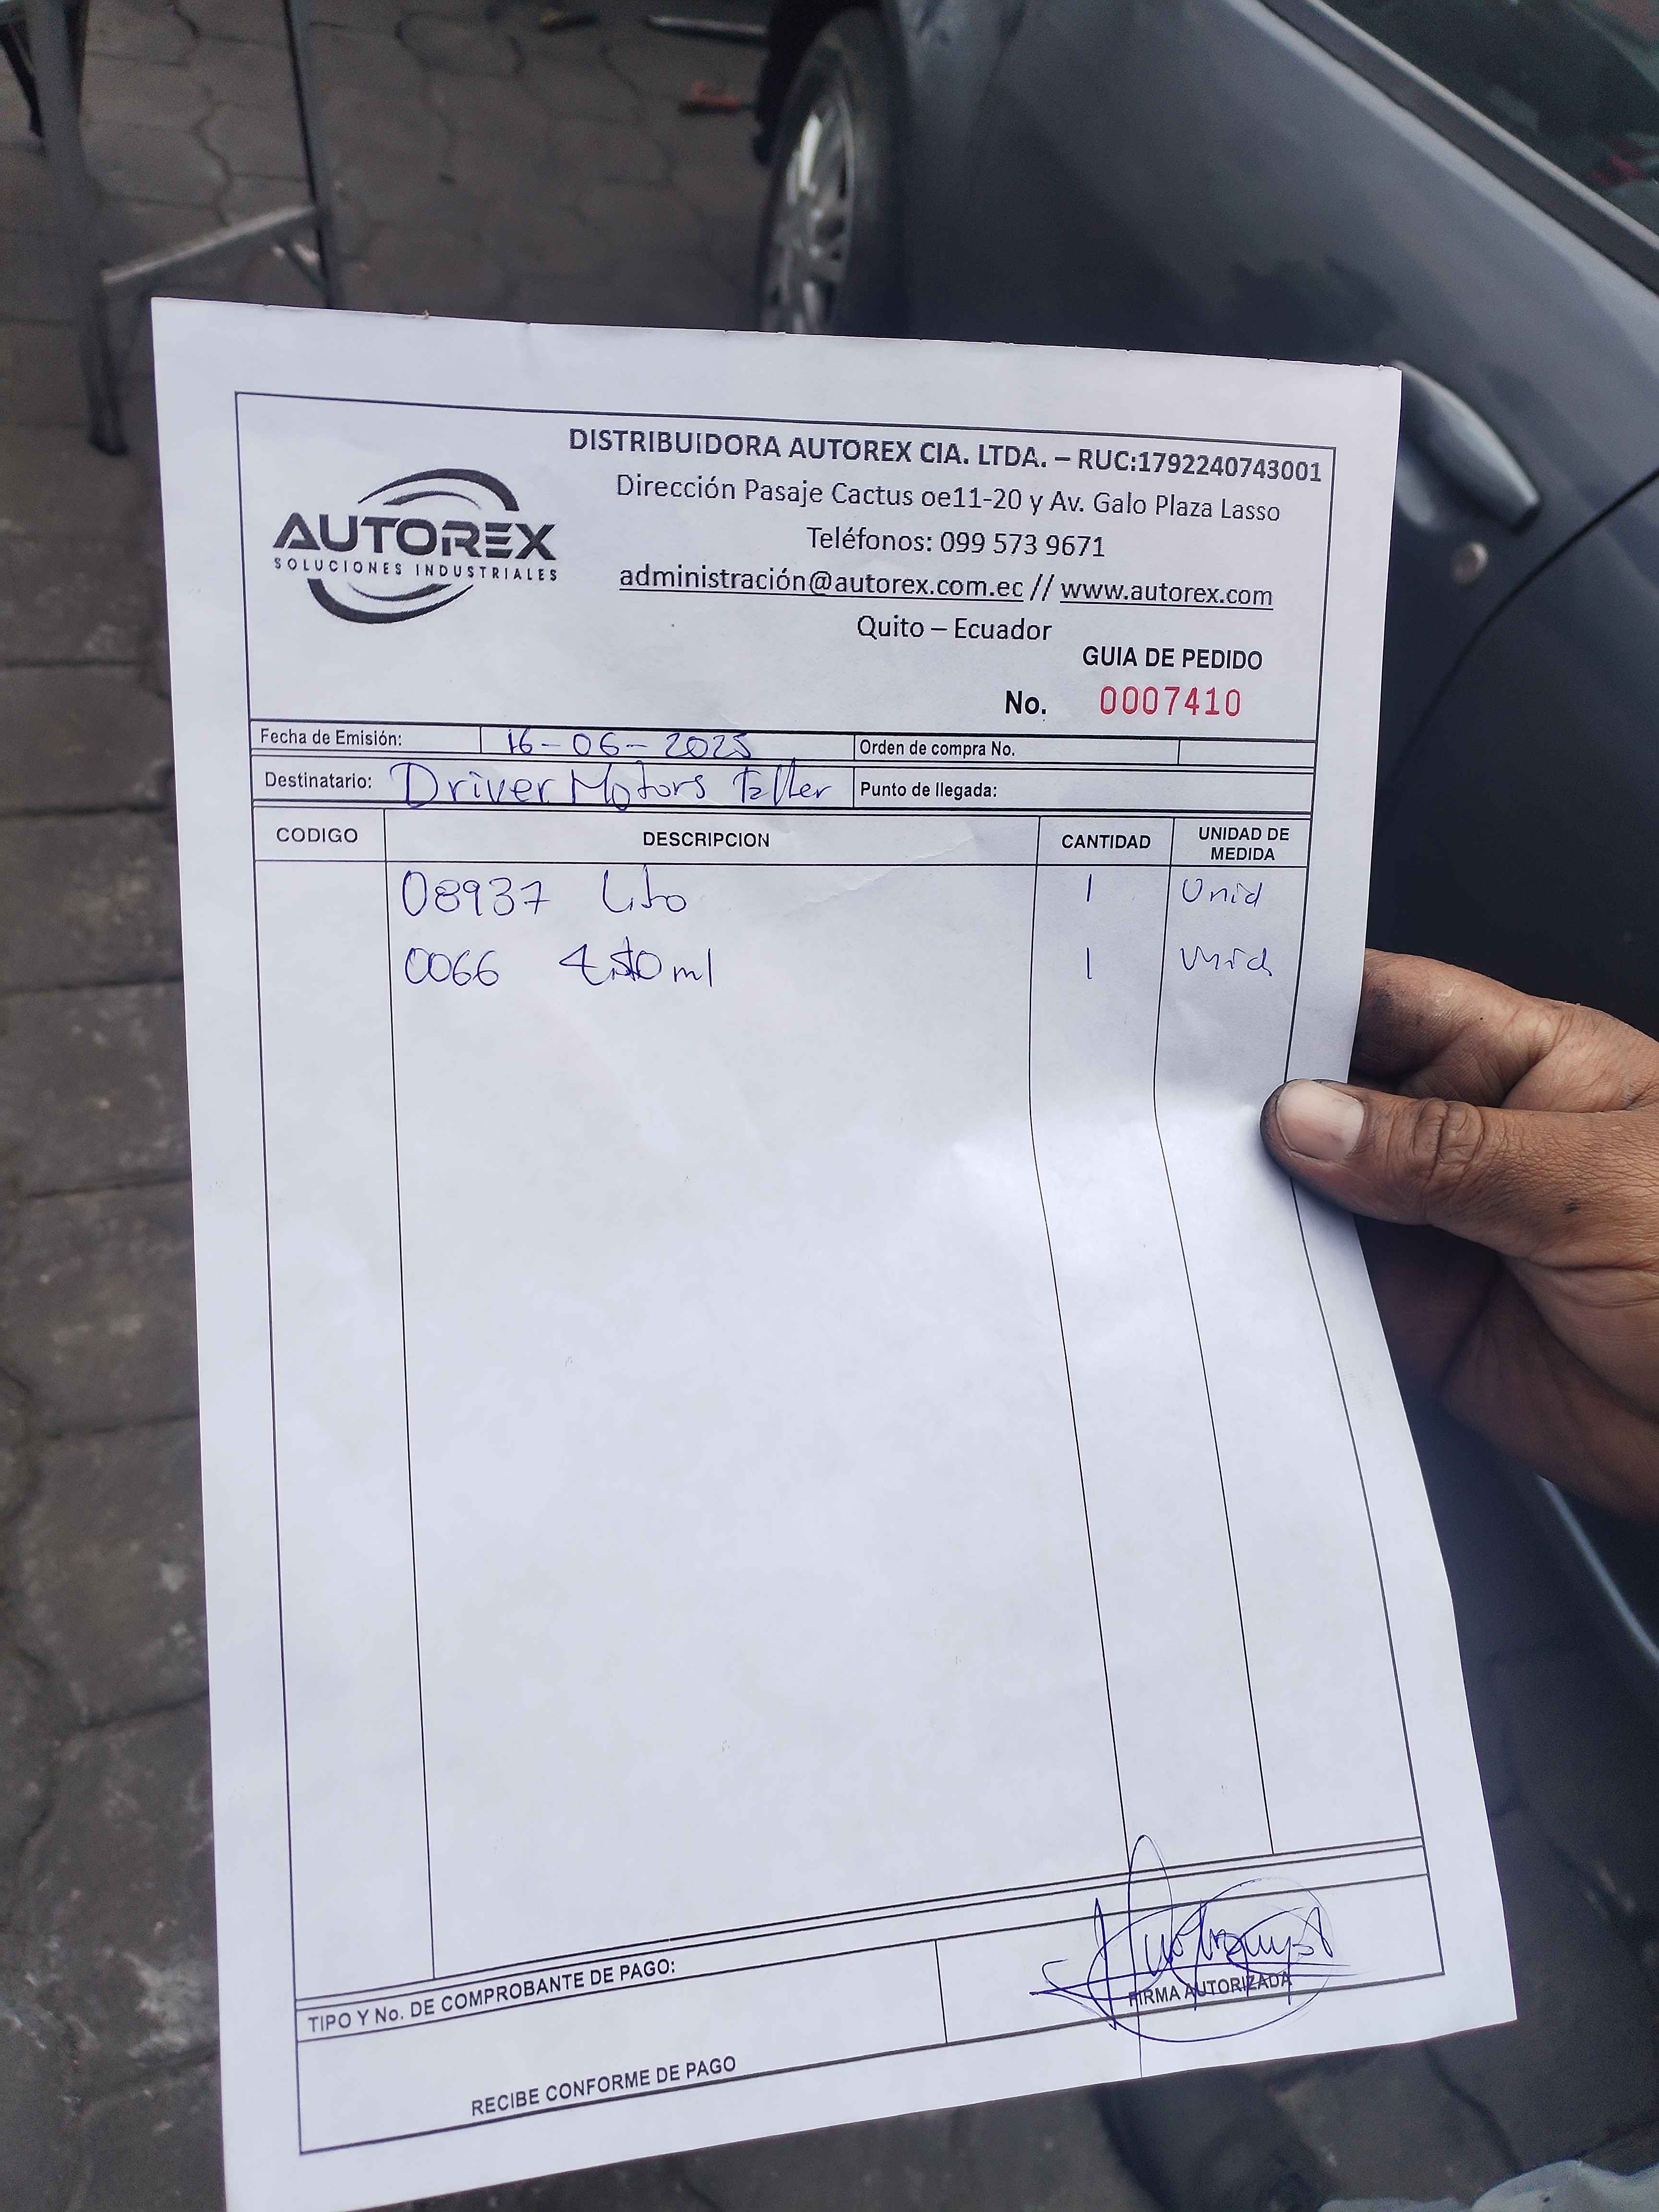 DISTRIBUIDORA AUTOREX CIA. LTDA. – RUC:1792240743001
Dirección Pasaje Cactus oe11-20 y Av. Galo Plaza Lasso
Teléfonos: 099 573 9671
administración@autorex.com.ec // www.autorex.com
Quito – Ecuador
AUTOREX
SOLUCIONES INDUSTRIALES
GUIA DE PEDIDO
No. 0007410
Fecha de Emisión: 16-06-2025 Orden de compra No.
Destinatario: Driver Motors Taller Punto de llegada:
CODIGO DESCRIPCION CANTIDAD UNIDAD DE MEDIDA
08937 1 Unid
0066 ml 1 Unid
TIPO Y No. DE COMPROBANTE DE PAGO:
FIRMA AUTORIZADA
RECIBE CONFORME DE PAGO